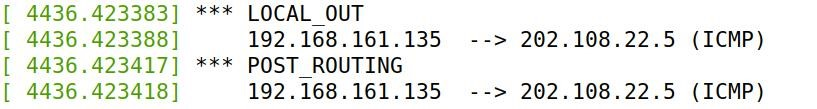 [ 4436.423383] *** LOCAL_OUT
[ 4436.423388]     192.168.161.135  --> 202.108.22.5 (ICMP)
[ 4436.423417] *** POST_ROUTING
[ 4436.423418]     192.168.161.135  --> 202.108.22.5 (ICMP)